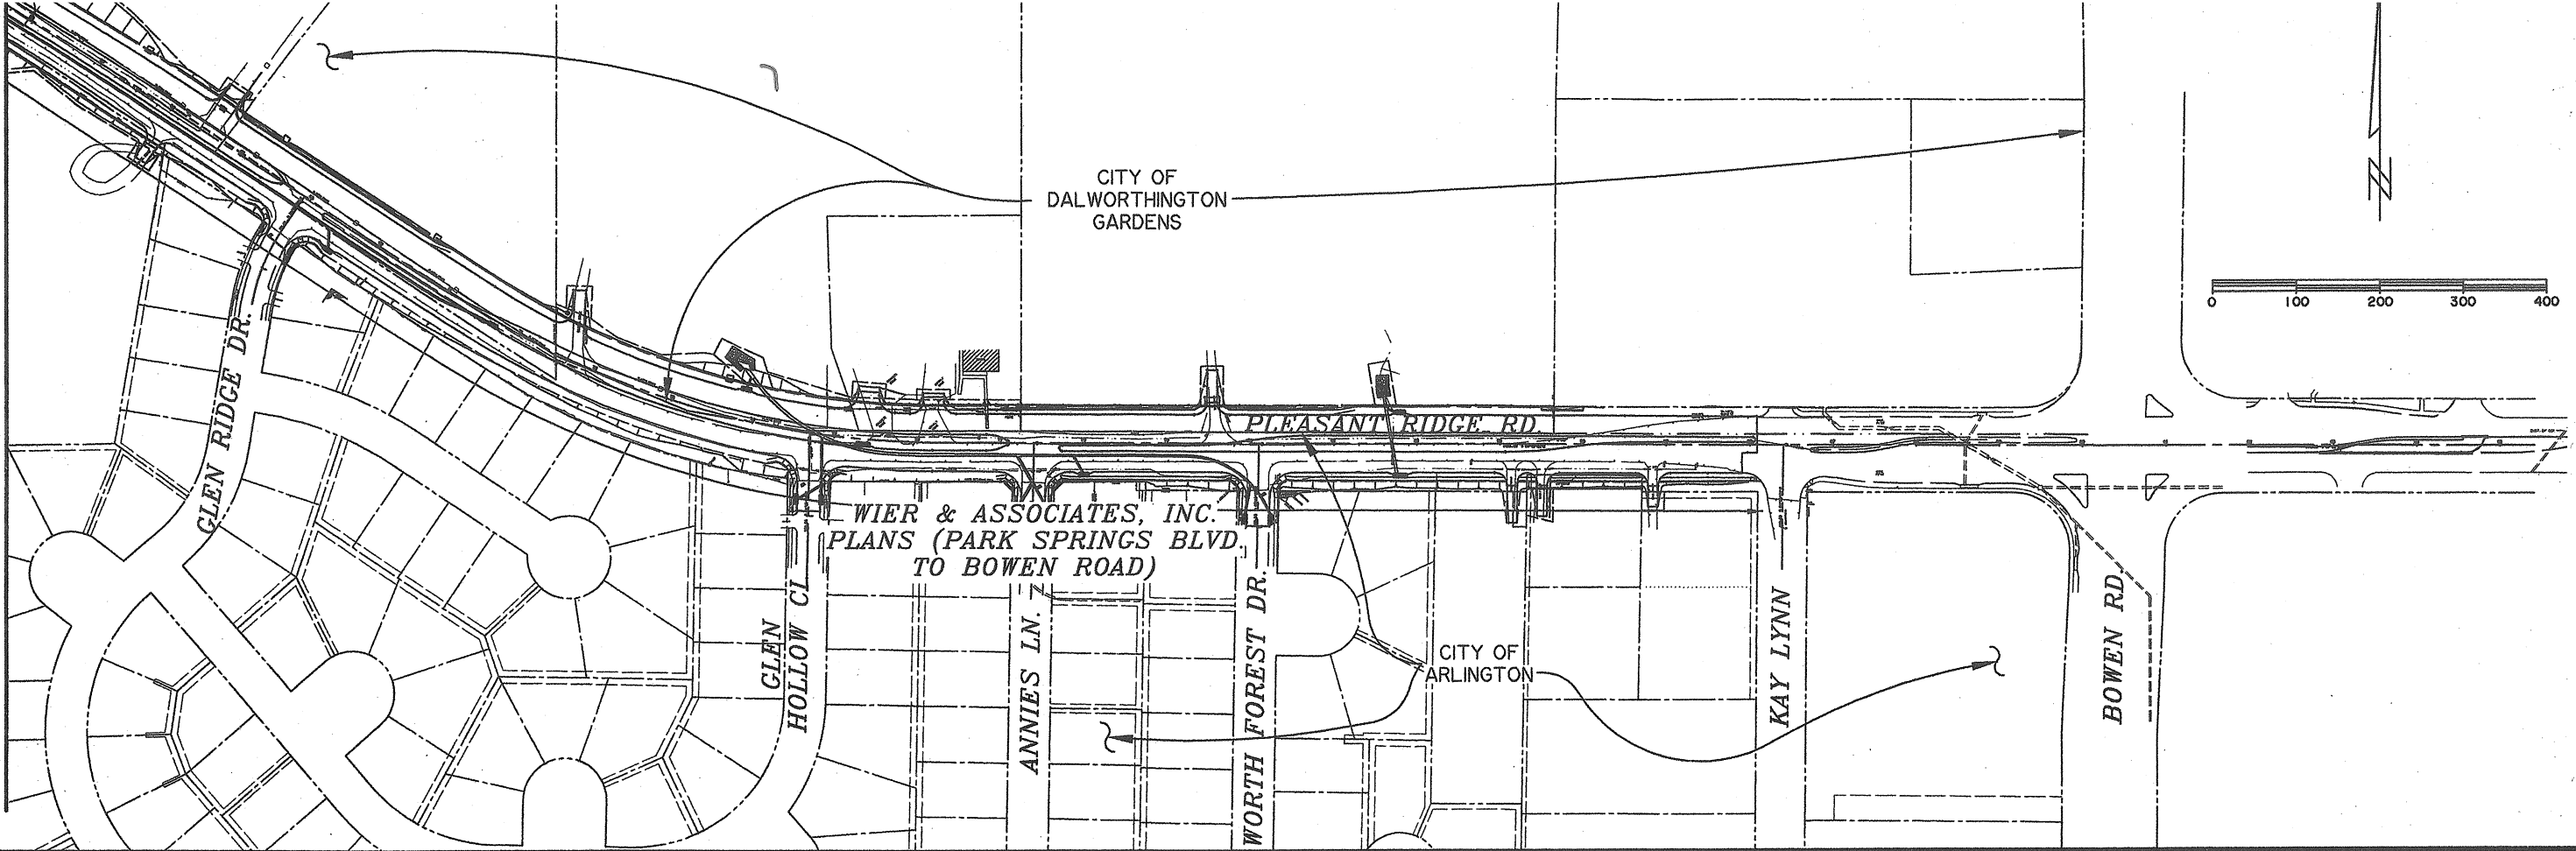 CITY OF
DALWORTHINGTON
GARDENS
N
0 100 200 300 400
PLEASANT RIDGE RD.
GLEN RIDGE DR.
WIER & ASSOCIATES, INC.
PLANS (PARK SPRINGS BLVD.
TO BOWEN ROAD)
GLEN
HOLLOW CI
ANNIES LN.
WORTH FOREST DR.
CITY OF
ARLINGTON
KAY LYNN
BOWEN RD.